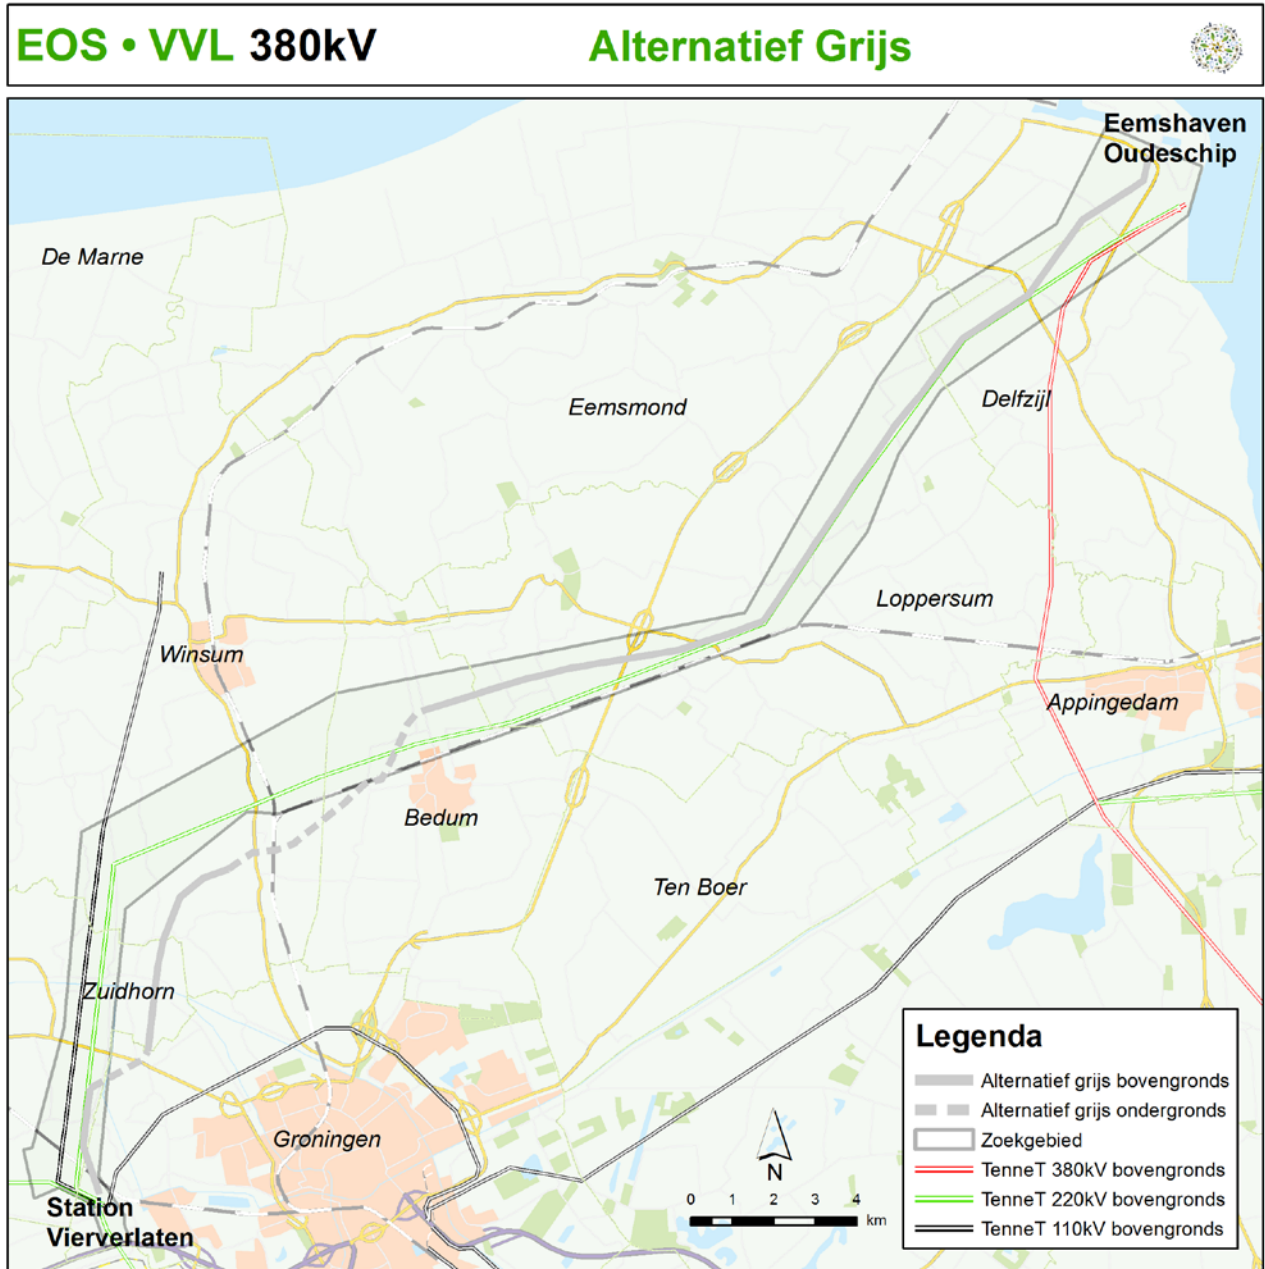 EOS • VVL 380kV
Alternatief Grijs
Eemshaven
Oudeschip
De Marne
Eemsmond
Delfzijl
Loppersum
Winsum
Appingedam
Bedum
Ten Boer
Zuidhorn
Groningen
Station
Vierverlaten
N
0 1 2 3 4
km
Legenda
Alternatief grijs bovengronds
Alternatief grijs ondergronds
Zoekgebied
TenneT 380kV bovengronds
TenneT 220kV bovengronds
TenneT 110kV bovengronds